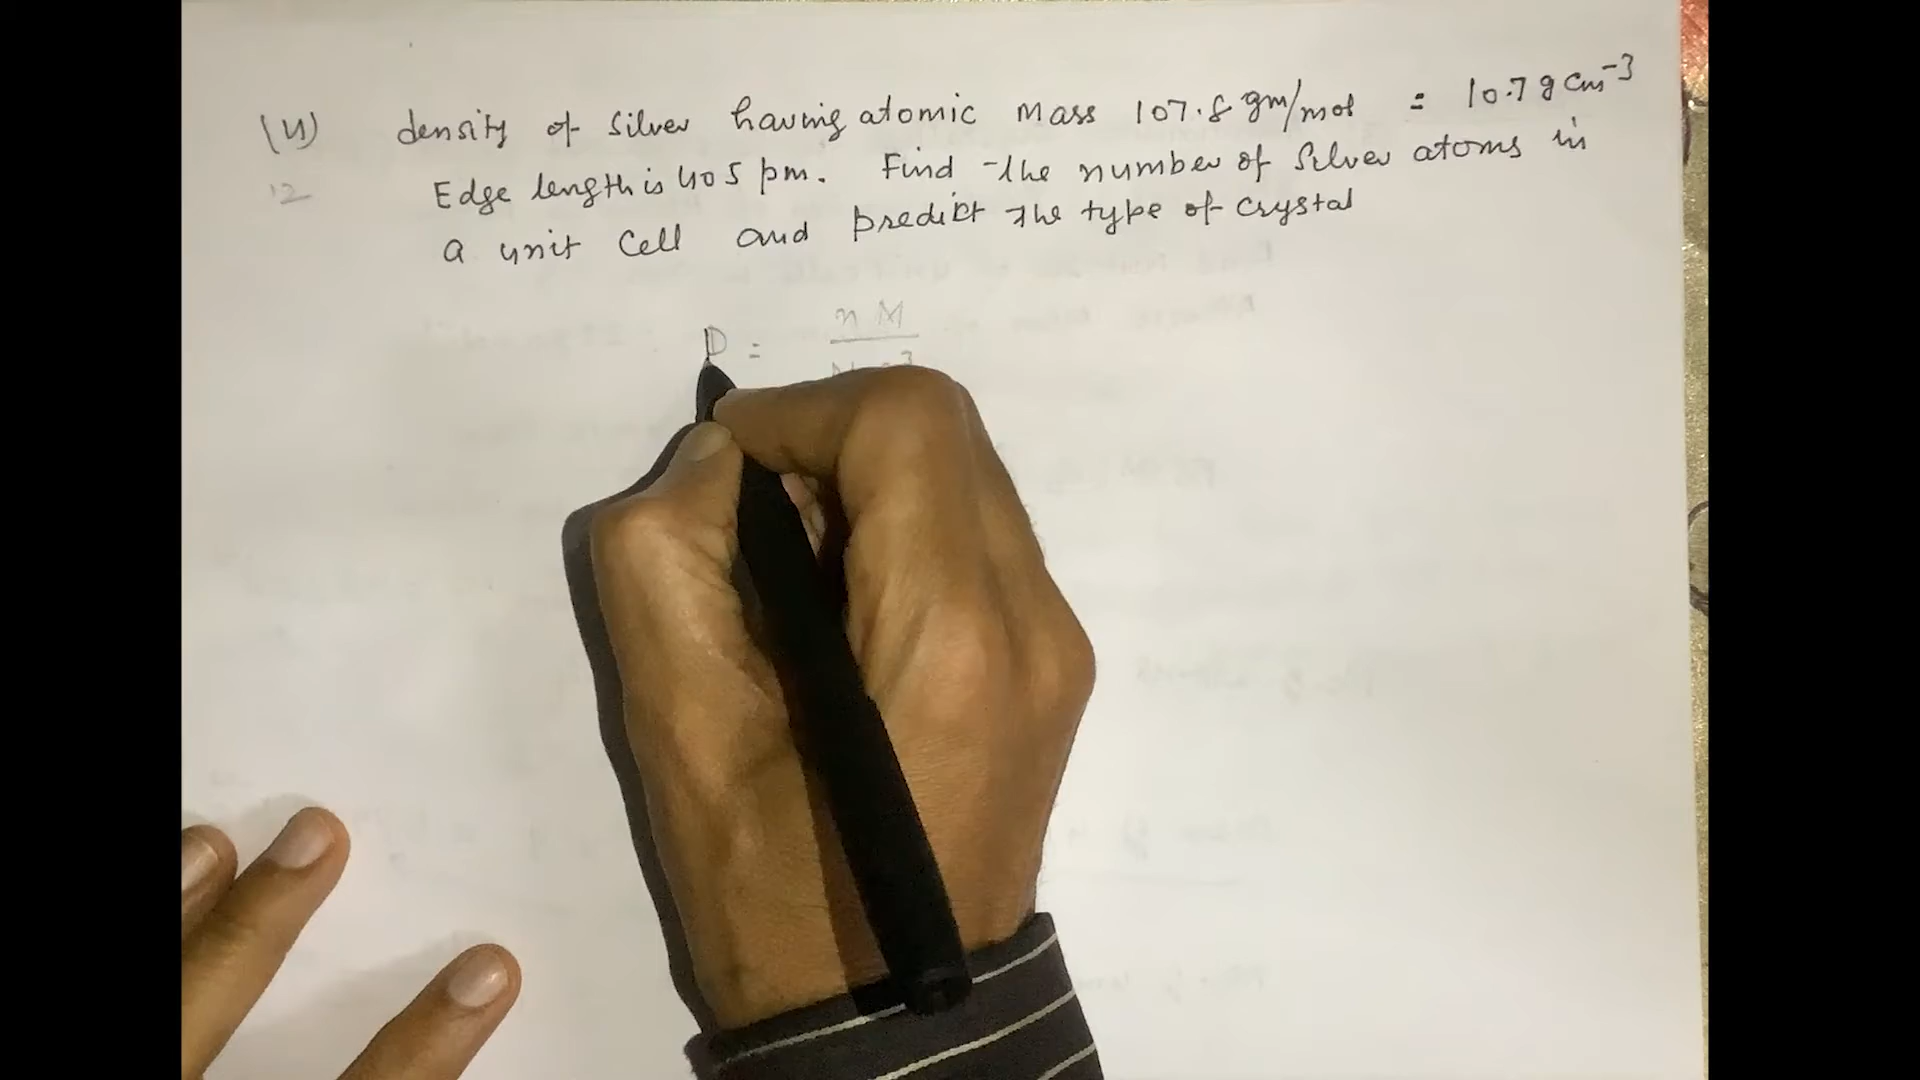 (4) density of silver having atomic mass 107.8 gm/mol = 10.7 g cm⁻³
12 Edge length is 405 pm. Find the number of Silver atoms in
a unit cell and predict the type of crystal
D = n M